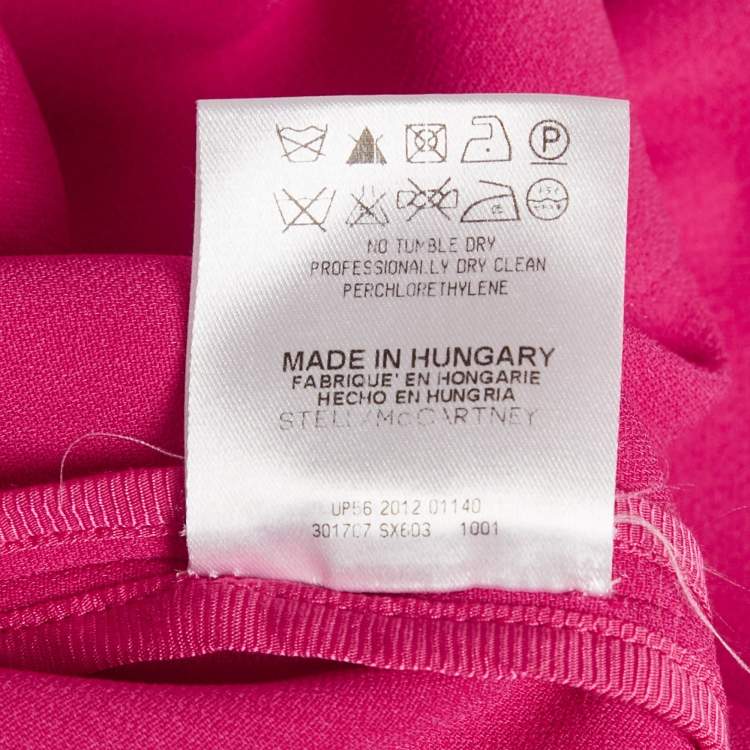 P
NO TUMBLE DRY
PROFESSIONALLY DRY CLEAN
PERCHLORETHYLENE
MADE IN HUNGARY
FABRIQUE' EN HONGARIE
HECHO EN HUNGRIA
STELLA McCARTNEY
UP56 2012 01140
301707 SX603 1001